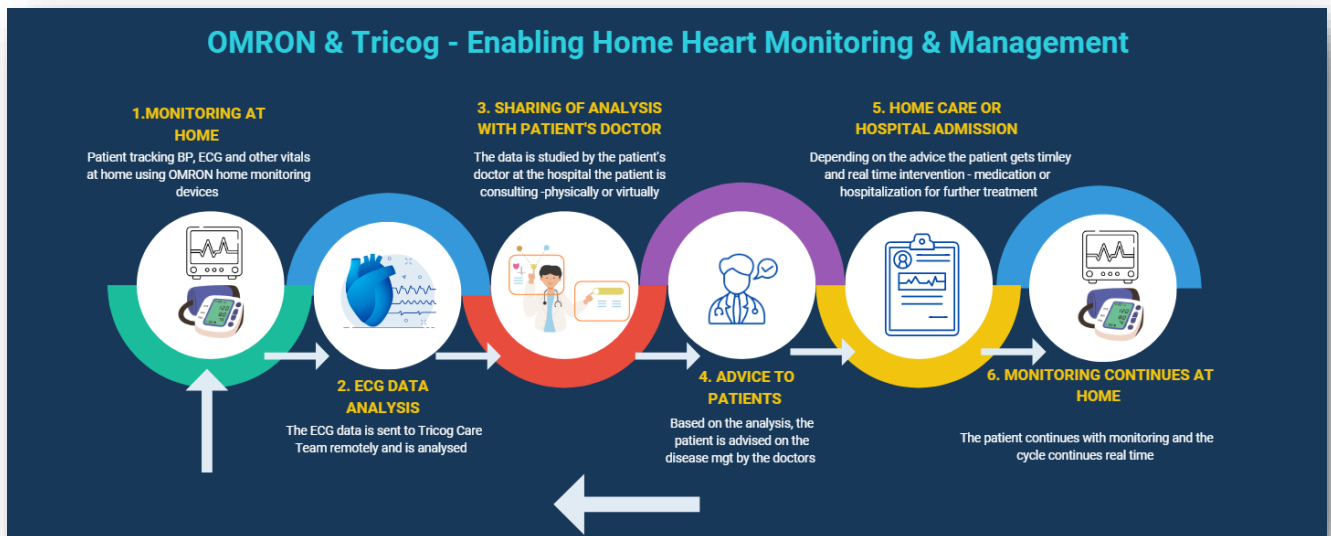 OMRON & Tricog - Enabling Home Heart Monitoring & Management
1.MONITORING AT
HOME
Patient tracking BP, ECG and other vitals
at home using OMRON home monitoring
devices
2. ECG DATA
ANALYSIS
The ECG data is sent to Tricog Care
Team remotely and is analysed
3. SHARING OF ANALYSIS
WITH PATIENT'S DOCTOR
The data is studied by the patient's
doctor at the hospital the patient is
consulting -physically or virtually
4. ADVICE TO
PATIENTS
Based on the analysis, the
patient is advised on the
disease mgt by the doctors
5. HOME CARE OR
HOSPITAL ADMISSION
Depending on the advice the patient gets timley
and real time intervention - medication or
hospitalization for further treatment
6. MONITORING CONTINUES AT
HOME
The patient continues with monitoring and the
cycle continues real time